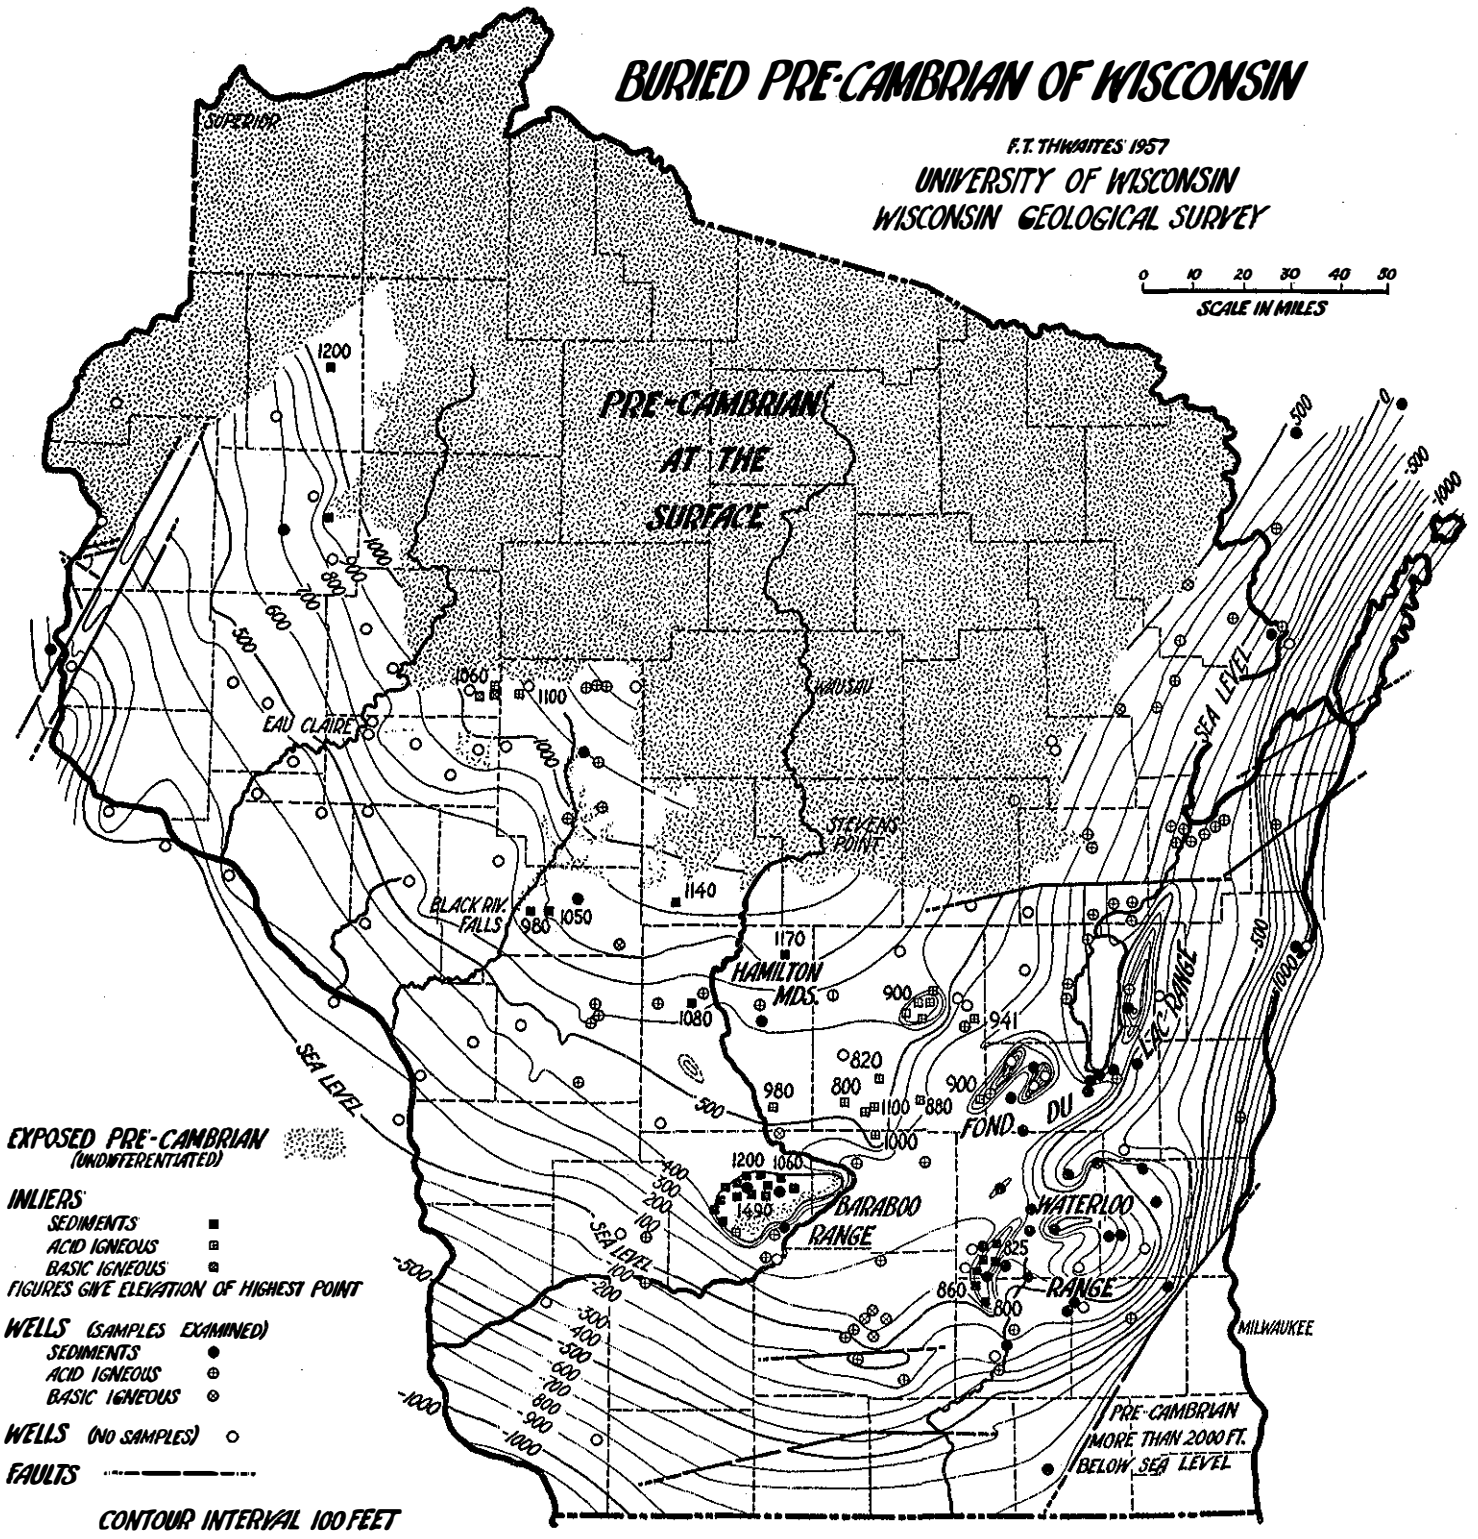 BURIED PRE-CAMBRIAN OF WISCONSIN
F.T. THWAITES 1957
UNIVERSITY OF WISCONSIN
WISCONSIN GEOLOGICAL SURVEY
0 10 20 30 40 50
SCALE IN MILES
SUPERIOR
1200
PRE-CAMBRIAN
AT THE
SURFACE
500
0
-500
-1000
1000
900
800
700
600
500
SEA LEVEL
1060
1100
WAUSAU
EAU CLAIRE
1000
STEVENS
POINT
1140
BLACK RIV.
FALLS
980
1050
1170
HAMILTON
MDS.
1080
900
941
LAC-RANGE
-500
-1000
SEA LEVEL
820
800
980
1100
880
900
FOND
DU
500
1000
400
300
200
100
SEA LEVEL
-100
-200
-300
-400
-500
600
700
800
-900
-1000
1200
1060
1490
BARABOO
RANGE
WATERLOO
RANGE
825
860
800
-500
-1000
MILWAUKEE
PRE-CAMBRIAN
MORE THAN 2000 FT.
BELOW SEA LEVEL
EXPOSED PRE-CAMBRIAN
(UNDIFFERENTIATED)
INLIERS
SEDIMENTS
ACID IGNEOUS
BASIC IGNEOUS
FIGURES GIVE ELEVATION OF HIGHEST POINT
WELLS (SAMPLES EXAMINED)
SEDIMENTS
ACID IGNEOUS
BASIC IGNEOUS
WELLS (NO SAMPLES)
FAULTS
CONTOUR INTERVAL 100 FEET